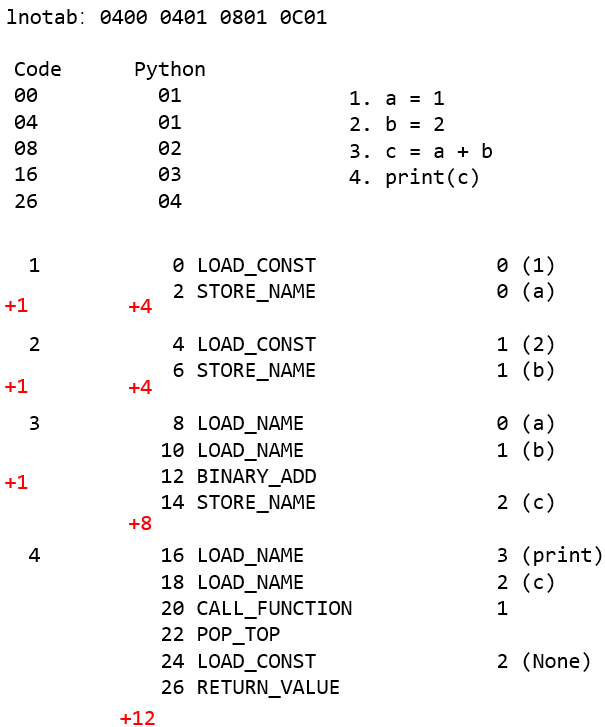 lnotab: 0400 0401 0801 0C01
Code Python
00 01
04 01
08 02
16 03
26 04
1. a = 1
2. b = 2
3. c = a + b
4. print(c)
1 0 LOAD_CONST 0 (1)
2 STORE_NAME 0 (a)
+1 +4
2 4 LOAD_CONST 1 (2)
6 STORE_NAME 1 (b)
+1 +4
3 8 LOAD_NAME 0 (a)
10 LOAD_NAME 1 (b)
12 BINARY_ADD
+1
14 STORE_NAME 2 (c)
+8
4 16 LOAD_NAME 3 (print)
18 LOAD_NAME 2 (c)
20 CALL_FUNCTION 1
22 POP_TOP
24 LOAD_CONST 2 (None)
26 RETURN_VALUE
+12